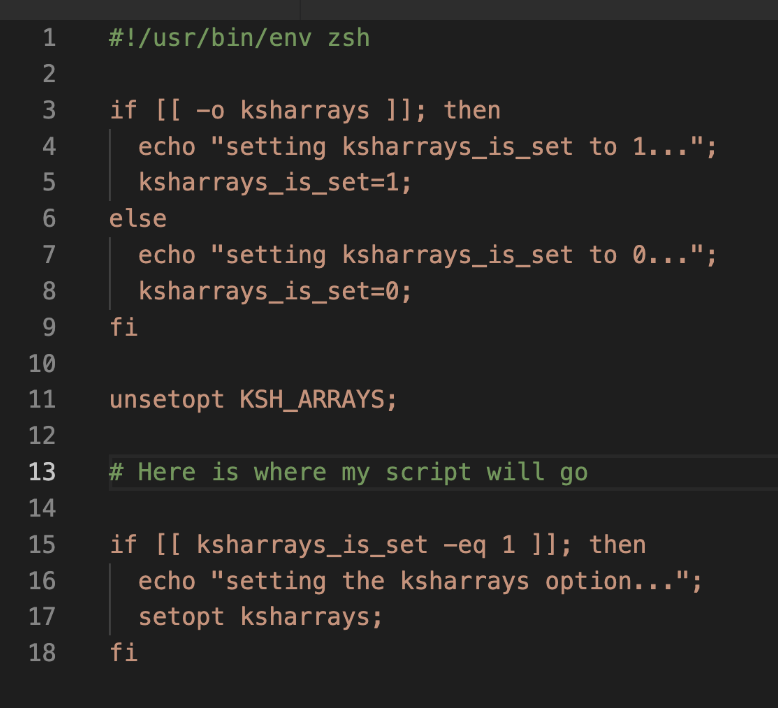 1 #!/usr/bin/env zsh
2
3 if [[ -o ksharrays ]]; then
4 echo "setting ksharrays_is_set to 1...";
5 ksharrays_is_set=1;
6 else
7 echo "setting ksharrays_is_set to 0...";
8 ksharrays_is_set=0;
9 fi
10
11 unsetopt KSH_ARRAYS;
12
13 # Here is where my script will go
14
15 if [[ ksharrays_is_set -eq 1 ]]; then
16 echo "setting the ksharrays option...";
17 setopt ksharrays;
18 fi